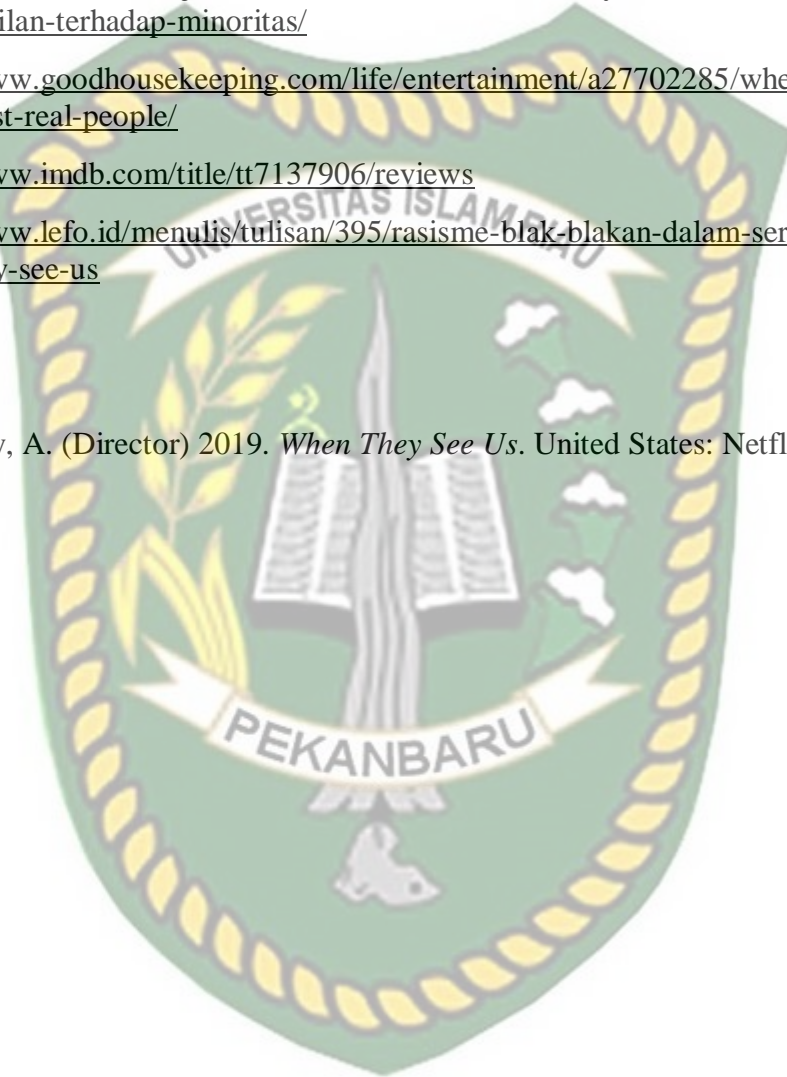 ilan-terhadap-minoritas/
ww.goodhousekeeping.com/life/entertainment/a27702285/whe
st-real-people/
ww.imdb.com/title/tt7137906/reviews
UNIVERSITAS ISLAM RIAU
ww.lefo.id/menulis/tulisan/395/rasisme-blak-blakan-dalam-ser
y-see-us
, A. (Director) 2019. When They See Us. United States: Netfl
PEKANBARU